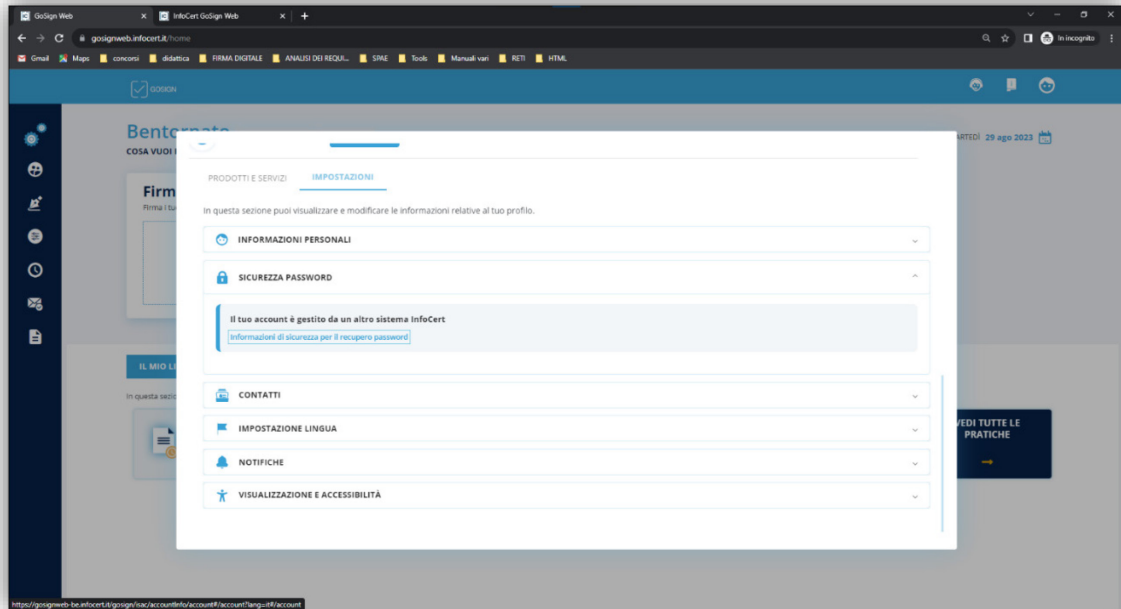 GoSign Web
InfoCert GoSign Web
gosignweb.infocert.it/home
In incognito
Gmail
Maps
concorsi
didattica
FIRMA DIGITALE
ANALISI DEI REQUI...
SPAE
Tools
Manuali vari
RETI
HTML
GOSIGN
Bentornato
COSA VUOI
MARTEDÌ 29 ago 2023
Firm
Firma i tu
PRODOTTI E SERVIZI
IMPOSTAZIONI
In questa sezione puoi visualizzare e modificare le informazioni relative al tuo profilo.
INFORMAZIONI PERSONALI
SICUREZZA PASSWORD
Il tuo account è gestito da un altro sistema InfoCert
Informazioni di sicurezza per il recupero password
IL MIO LI
In questa sezio
CONTATTI
IMPOSTAZIONE LINGUA
NOTIFICHE
VISUALIZZAZIONE E ACCESSIBILITÀ
VEDI TUTTE LE
PRATICHE
https://gosignweb-be.infocert.it/gosign/isac/accountInfo/account#/account?lang=it#/account